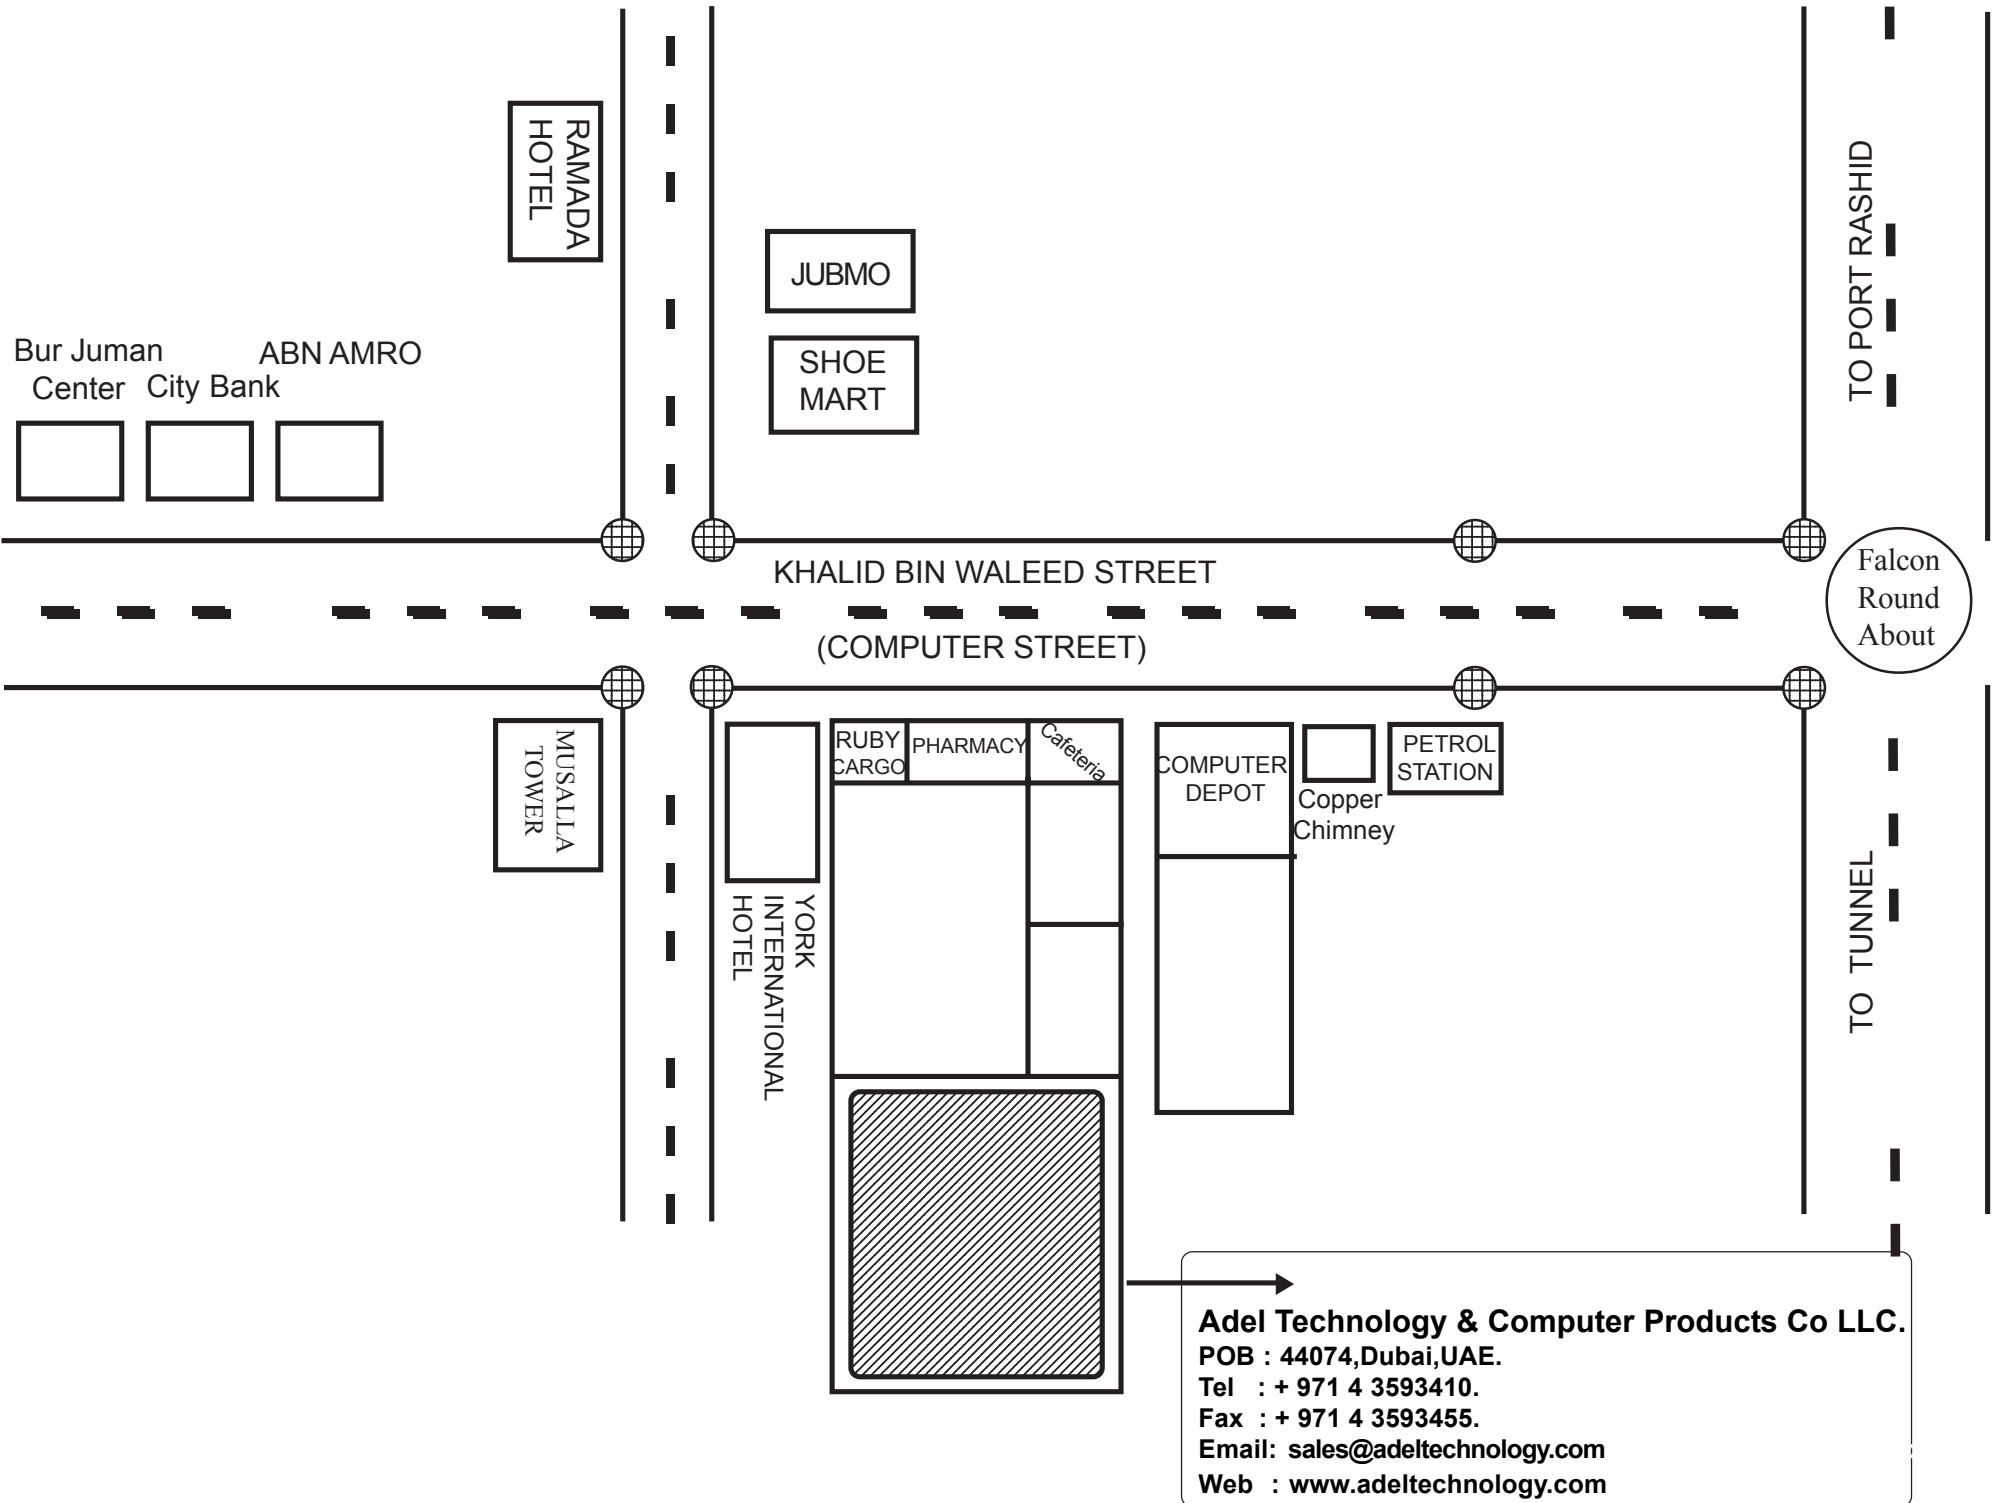 RAMADA
HOTEL
JUBMO
SHOE
MART
TO PORT RASHID
Bur Juman
Center
City Bank
ABN AMRO
KHALID BIN WALEED STREET
(COMPUTER STREET)
Falcon
Round
About
MUSALLA
TOWER
YORK
INTERNATIONAL
HOTEL
RUBY
CARGO
PHARMACY
Cafeteria
COMPUTER
DEPOT
Copper
Chimney
PETROL
STATION
TO TUNNEL
Adel Technology & Computer Products Co LLC.
POB : 44074,Dubai,UAE.
Tel : + 971 4 3593410.
Fax : + 971 4 3593455.
Email: sales@adeltechnology.com
Web : www.adeltechnology.com